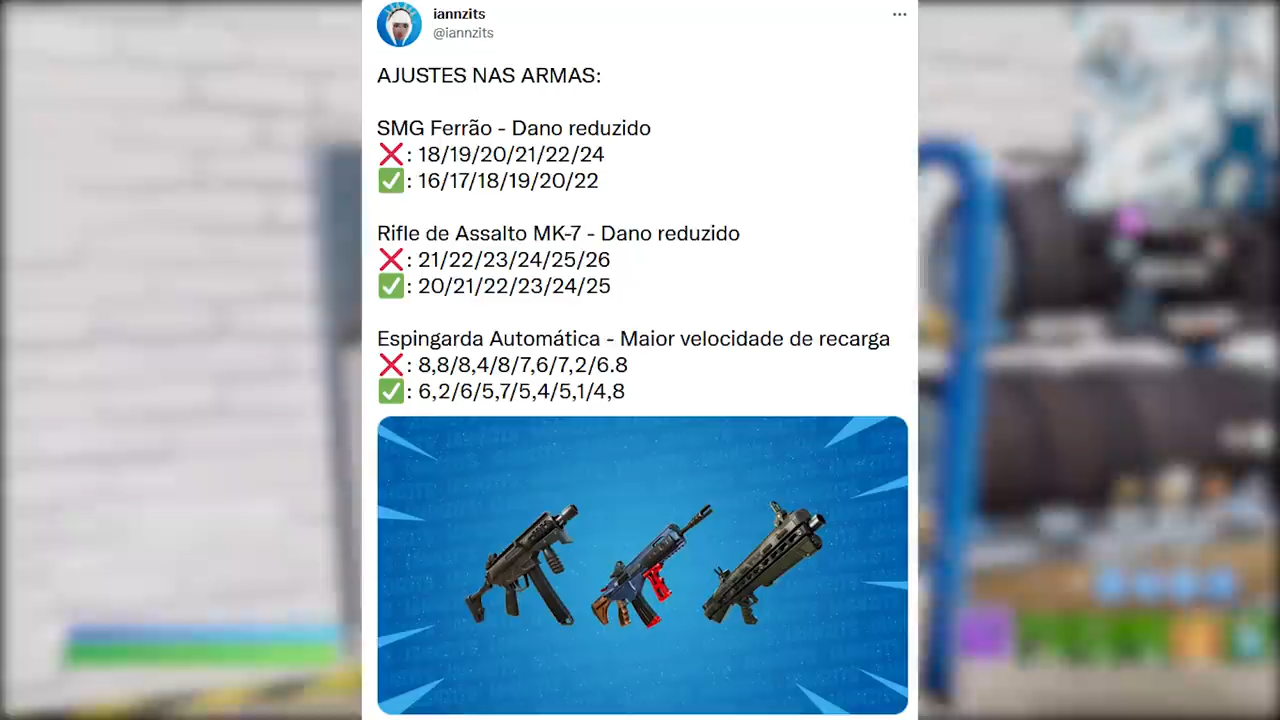 iannzits
@iannzits
AJUSTES NAS ARMAS:
SMG Ferrão - Dano reduzido
❌: 18/19/20/21/22/24
✅: 16/17/18/19/20/22
Rifle de Assalto MK-7 - Dano reduzido
❌: 21/22/23/24/25/26
✅: 20/21/22/23/24/25
Espingarda Automática - Maior velocidade de recarga
❌: 8,8/8,4/8/7,6/7,2/6.8
✅: 6,2/6/5,7/5,4/5,1/4,8